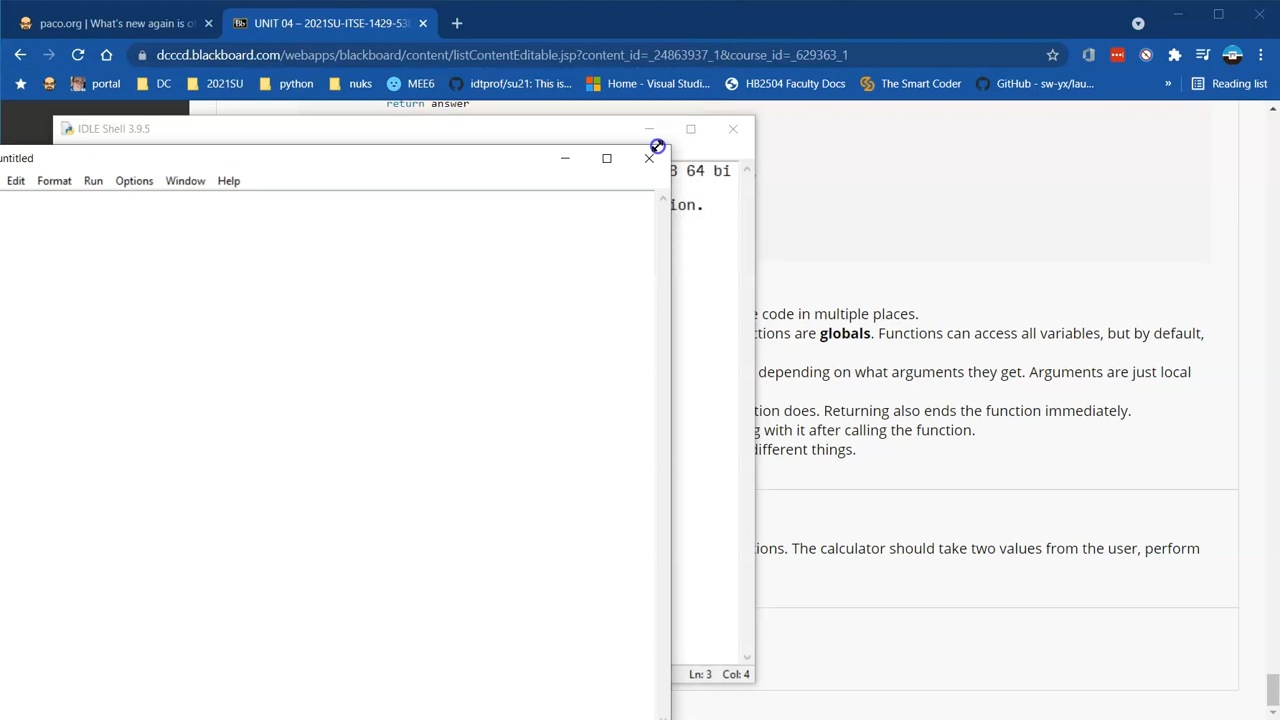 paco.org | What's new again is o
UNIT 04 – 2021SU-ITSE-1429-53
dcccd.blackboard.com/webapps/blackboard/content/listContentEditable.jsp?content_id=_24863937_1&course_id=_629363_1
portal
DC
2021SU
python
nuks
MEE6
idtprof/su21: This is...
Home - Visual Studi...
HB2504 Faculty Docs
The Smart Coder
GitHub - sw-yx/lau...
»
Reading list
return answer
IDLE Shell 3.9.5
untitled
8 64 bi
Edit Format Run Options Window Help
ion.
e code in multiple places.
ctions are globals. Functions can access all variables, but by default,
depending on what arguments they get. Arguments are just local
tion does. Returning also ends the function immediately.
g with it after calling the function.
different things.
tions. The calculator should take two values from the user, perform
Ln: 3 Col: 4